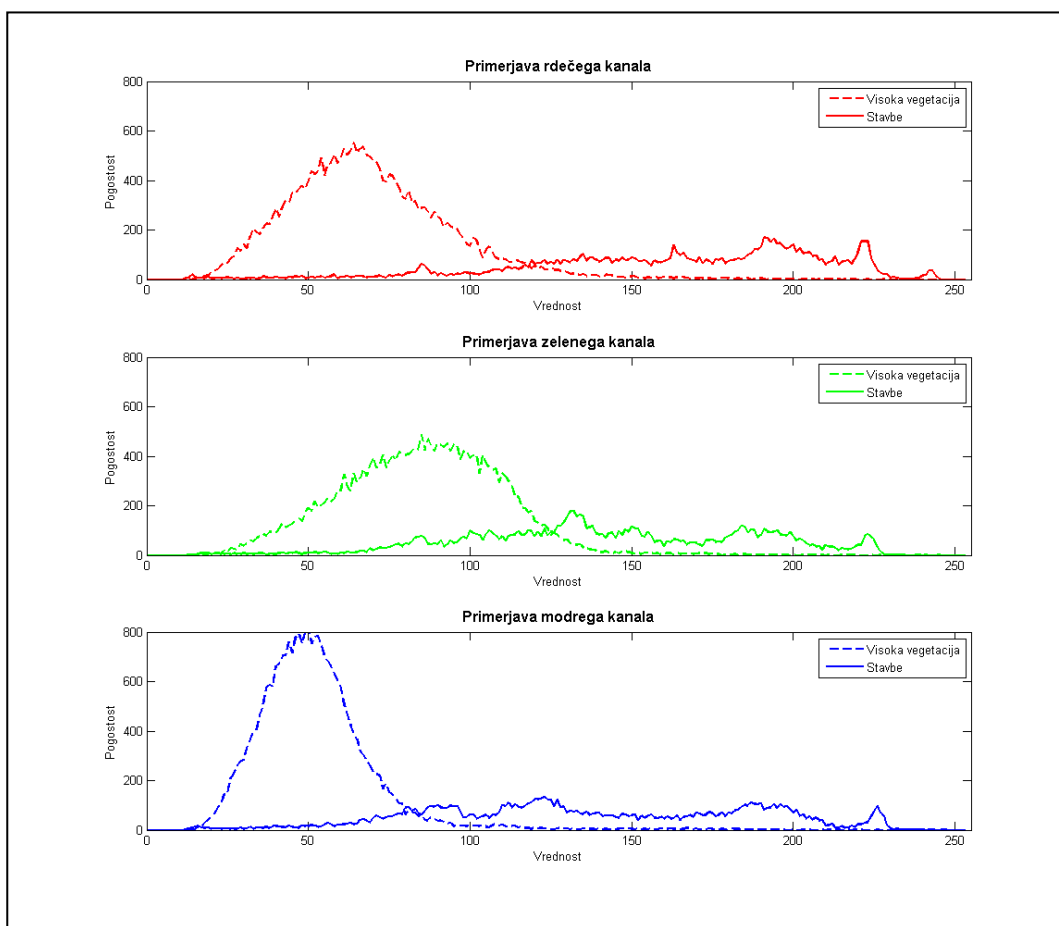 Primerjava rdečega kanala
800
600
400
200
0
Pogostost
Visoka vegetacija
Stavbe
0 50 100 150 200 250
Vrednost
Primerjava zelenega kanala
800
600
400
200
0
Pogostost
Visoka vegetacija
Stavbe
0 50 100 150 200 250
Vrednost
Primerjava modrega kanala
800
600
400
200
0
Pogostost
Visoka vegetacija
Stavbe
0 50 100 150 200 250
Vrednost